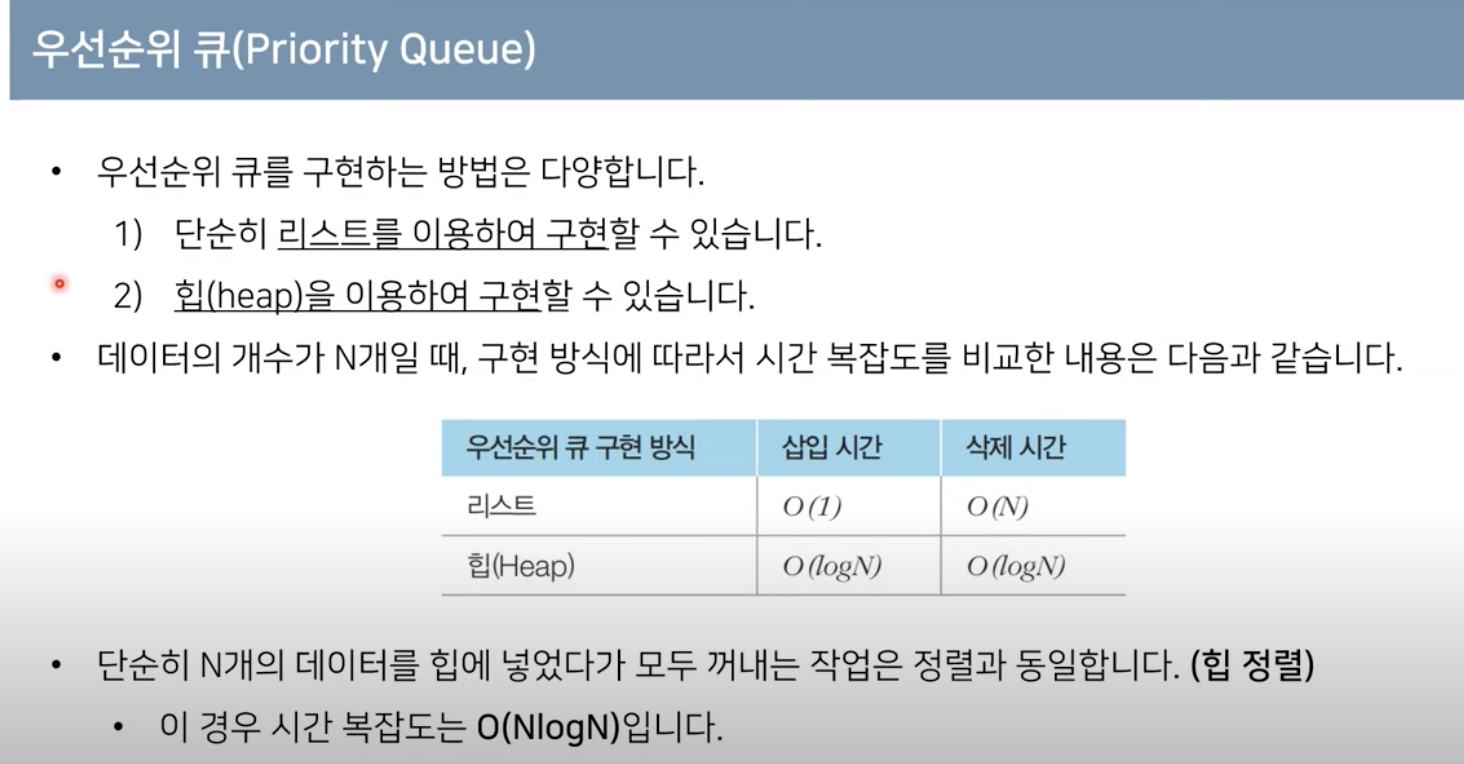 우선순위 큐(Priority Queue)
• 우선순위 큐를 구현하는 방법은 다양합니다.
1) 단순히 리스트를 이용하여 구현할 수 있습니다.
2) 힙(heap)을 이용하여 구현할 수 있습니다.
• 데이터의 개수가 N개일 때, 구현 방식에 따라서 시간 복잡도를 비교한 내용은 다음과 같습니다.
우선순위 큐 구현 방식 삽입 시간 삭제 시간
리스트 O(1) O(N)
힙(Heap) O(logN) O(logN)
• 단순히 N개의 데이터를 힙에 넣었다가 모두 꺼내는 작업은 정렬과 동일합니다. (힙 정렬)
• 이 경우 시간 복잡도는 O(NlogN)입니다.